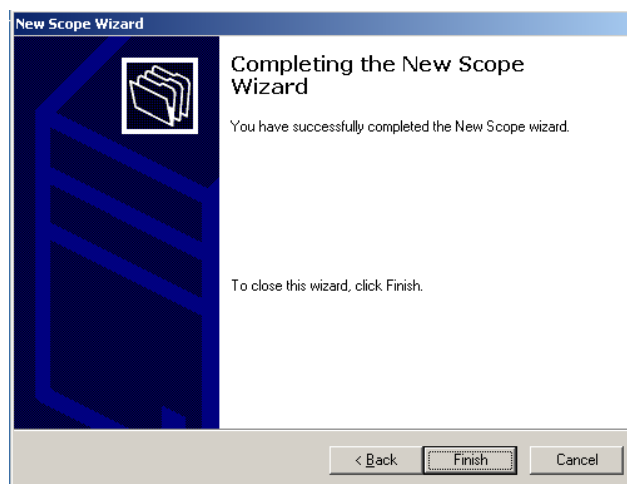 New Scope Wizard
Completing the New Scope
Wizard
You have successfully completed the New Scope wizard.
To close this wizard, click Finish.
< Back
Finish
Cancel